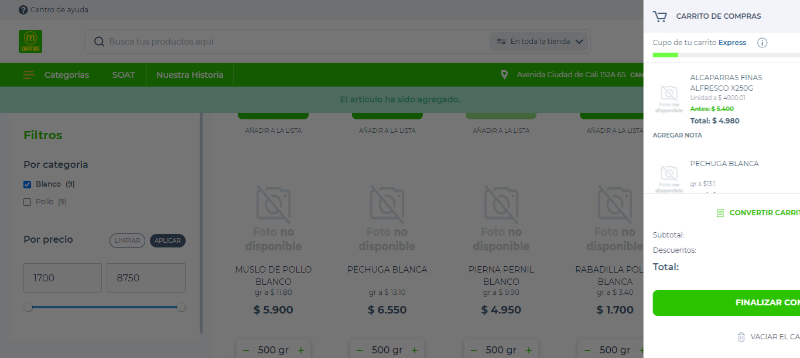 Centro de ayuda
Busca tus productos aquí
En toda la tienda
Categorías
SOAT
Nuestra Historia
Avenida Ciudad de Cali 152A 65
El artículo ha sido agregado.
Filtros
Por categoria
Blanco (9)
Pollo (9)
Por precio
LIMPIAR
APLICAR
1700
8750
AÑADIR A LA LISTA
AÑADIR A LA LISTA
AÑADIR A LA LISTA
AÑADIR A LA LISTA
Foto no disponible
Foto no disponible
Foto no disponible
Foto no disponible
MUSLO DE POLLO BLANCO
gr a $ 11.80
$ 5.900
500 gr
PECHUGA BLANCA
gr a $ 13.10
$ 6.550
500 gr
PIERNA PERNIL BLANCO
gr a $ 9.90
$ 4.950
500 gr
RABADILLA POL
BLANCA
gr a $ 3.40
$ 1.700
500 gr
CARRITO DE COMPRAS
Cupo de tu carrito Express
Foto no disponible
ALCAPARRAS FINAS
ALFRESCO X250G
Unidad a $ 4900.01
Antes: $ 5.400
Total: $ 4.980
AGREGAR NOTA
Foto no disponible
PECHUGA BLANCA
gr a $13.1
CONVERTIR CARRIT
Subtotal:
Descuentos:
Total:
FINALIZAR CO
VACIAR EL CA